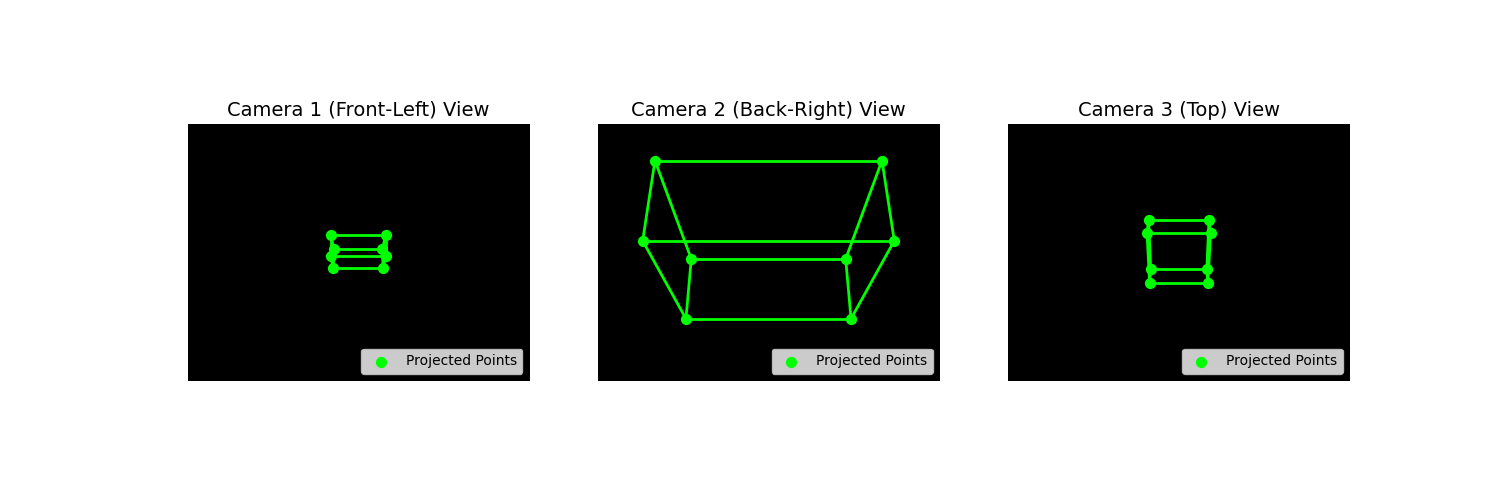 Camera 1 (Front-Left) View
Camera 2 (Back-Right) View
Camera 3 (Top) View
Projected Points
Projected Points
Projected Points